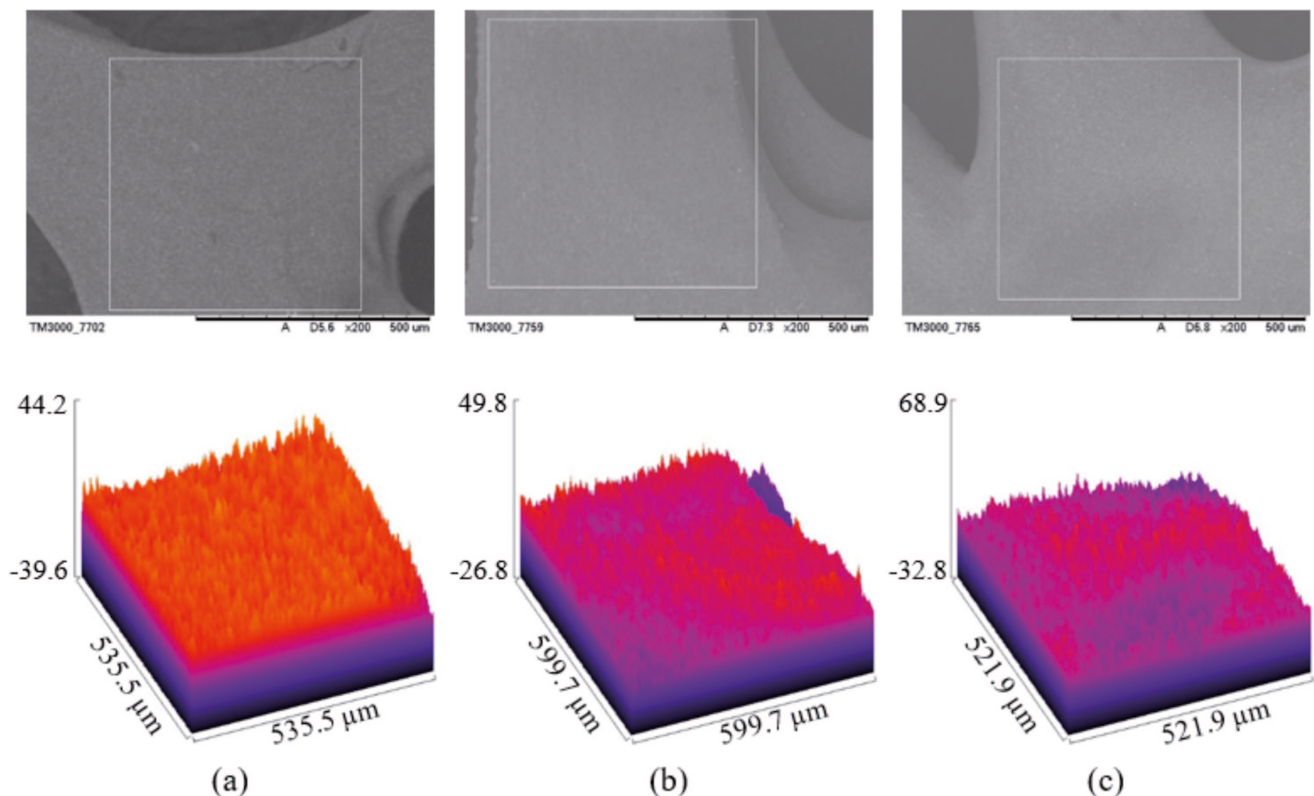 TM3000_7702 A D5.6 x200 500 um
TM3000_7759 A D7.3 x200 500 um
TM3000_7765 A D6.8 x200 500 um
44.2
-39.6
535.5 µm
535.5 µm
49.8
-26.8
599.7 µm
599.7 µm
68.9
-32.8
521.9 µm
521.9 µm
(a)
(b)
(c)